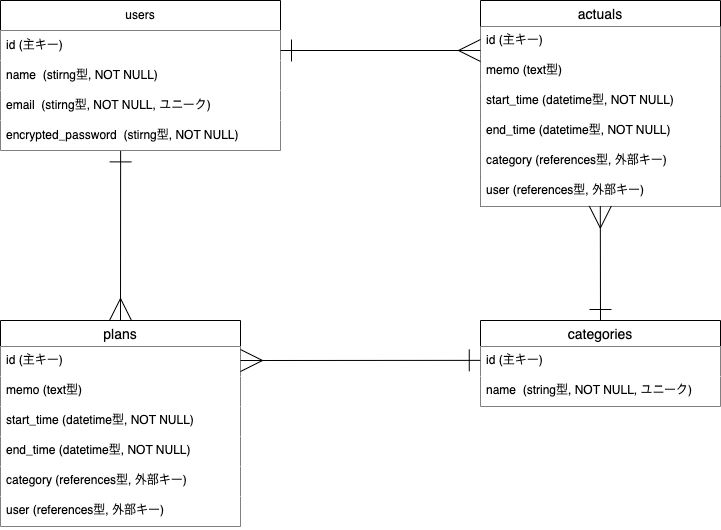 users
id (主キー)
name  (stirng型, NOT NULL)
email  (stirng型, NOT NULL, ユニーク)
encrypted_password  (stirng型, NOT NULL)
actuals
id (主キー)
memo (text型)
start_time (datetime型, NOT NULL)
end_time (datetime型, NOT NULL)
category (references型, 外部キー)
user (references型, 外部キー)
plans
id (主キー)
memo (text型)
start_time (datetime型, NOT NULL)
end_time (datetime型, NOT NULL)
category (references型, 外部キー)
user (references型, 外部キー)
categories
id (主キー)
name  (string型, NOT NULL, ユニーク)